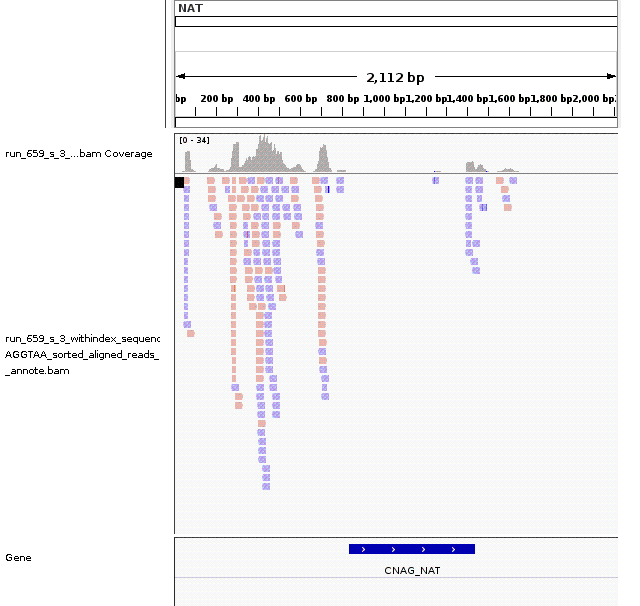 NAT
2,112 bp
bp 200 bp 400 bp 600 bp 800 bp 1,000 bp 1,200 bp 1,400 bp 1,600 bp 1,800 bp 2,000 bp
[0 - 34]
run_659_s_3_...bam Coverage
run_659_s_3_withindex_sequenc
AGGTAA_sorted_aligned_reads_
_annote.bam
Gene
CNAG_NAT